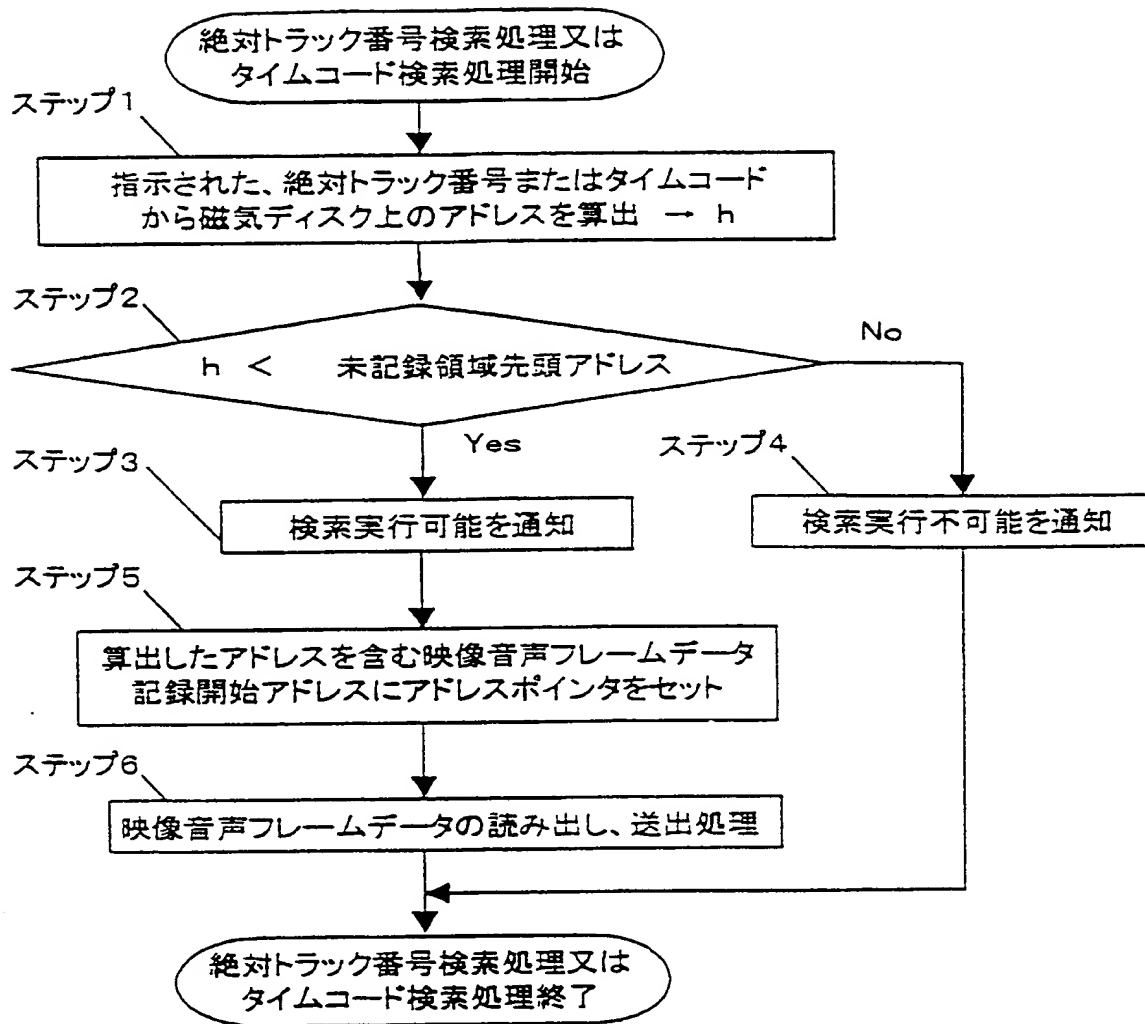 絶対トラック番号検索処理又は
タイムコード検索処理開始
ステップ1
指示された、絶対トラック番号またはタイムコード
から磁気ディスク上のアドレスを算出 → h
ステップ2
h < 未記録領域先頭アドレス
No
Yes
ステップ3
検索実行可能を通知
ステップ4
検索実行不可能を通知
ステップ5
算出したアドレスを含む映像音声フレームデータ
記録開始アドレスにアドレスポインタをセット
ステップ6
映像音声フレームデータの読み出し、送出処理
絶対トラック番号検索処理又は
タイムコード検索処理終了